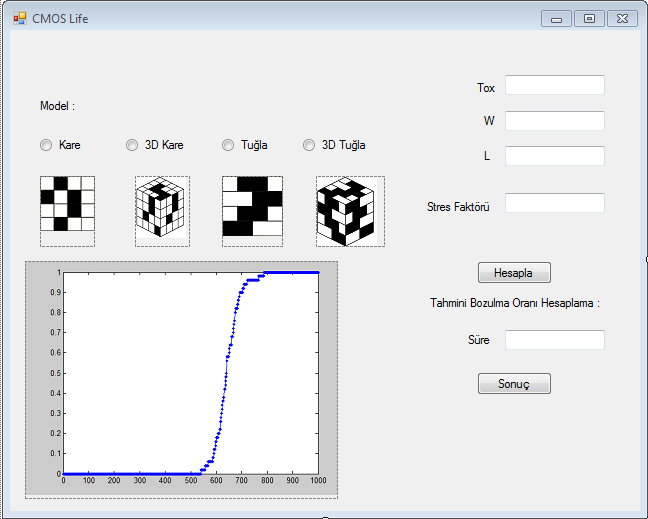 CMOS Life
Model :
Kare
3D Kare
Tuğla
3D Tuğla
Tox
W
L
Stres Faktörü
Hesapla
Tahmini Bozulma Oranı Hesaplama :
Süre
Sonuç
1
0.9
0.8
0.7
0.6
0.5
0.4
0.3
0.2
0.1
0
0 100 200 300 400 500 600 700 800 900 1000